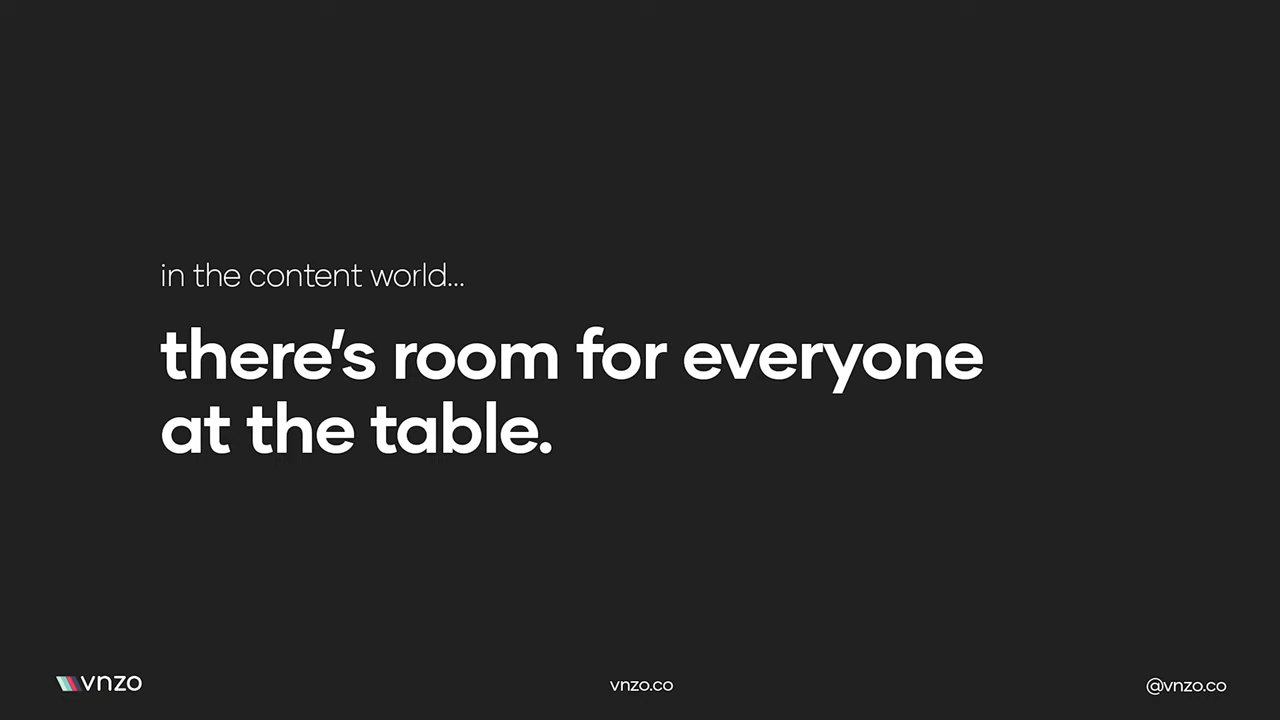 in the content world...
there's room for everyone
at the table.
vnzo
vnzo.co
@vnzo.co